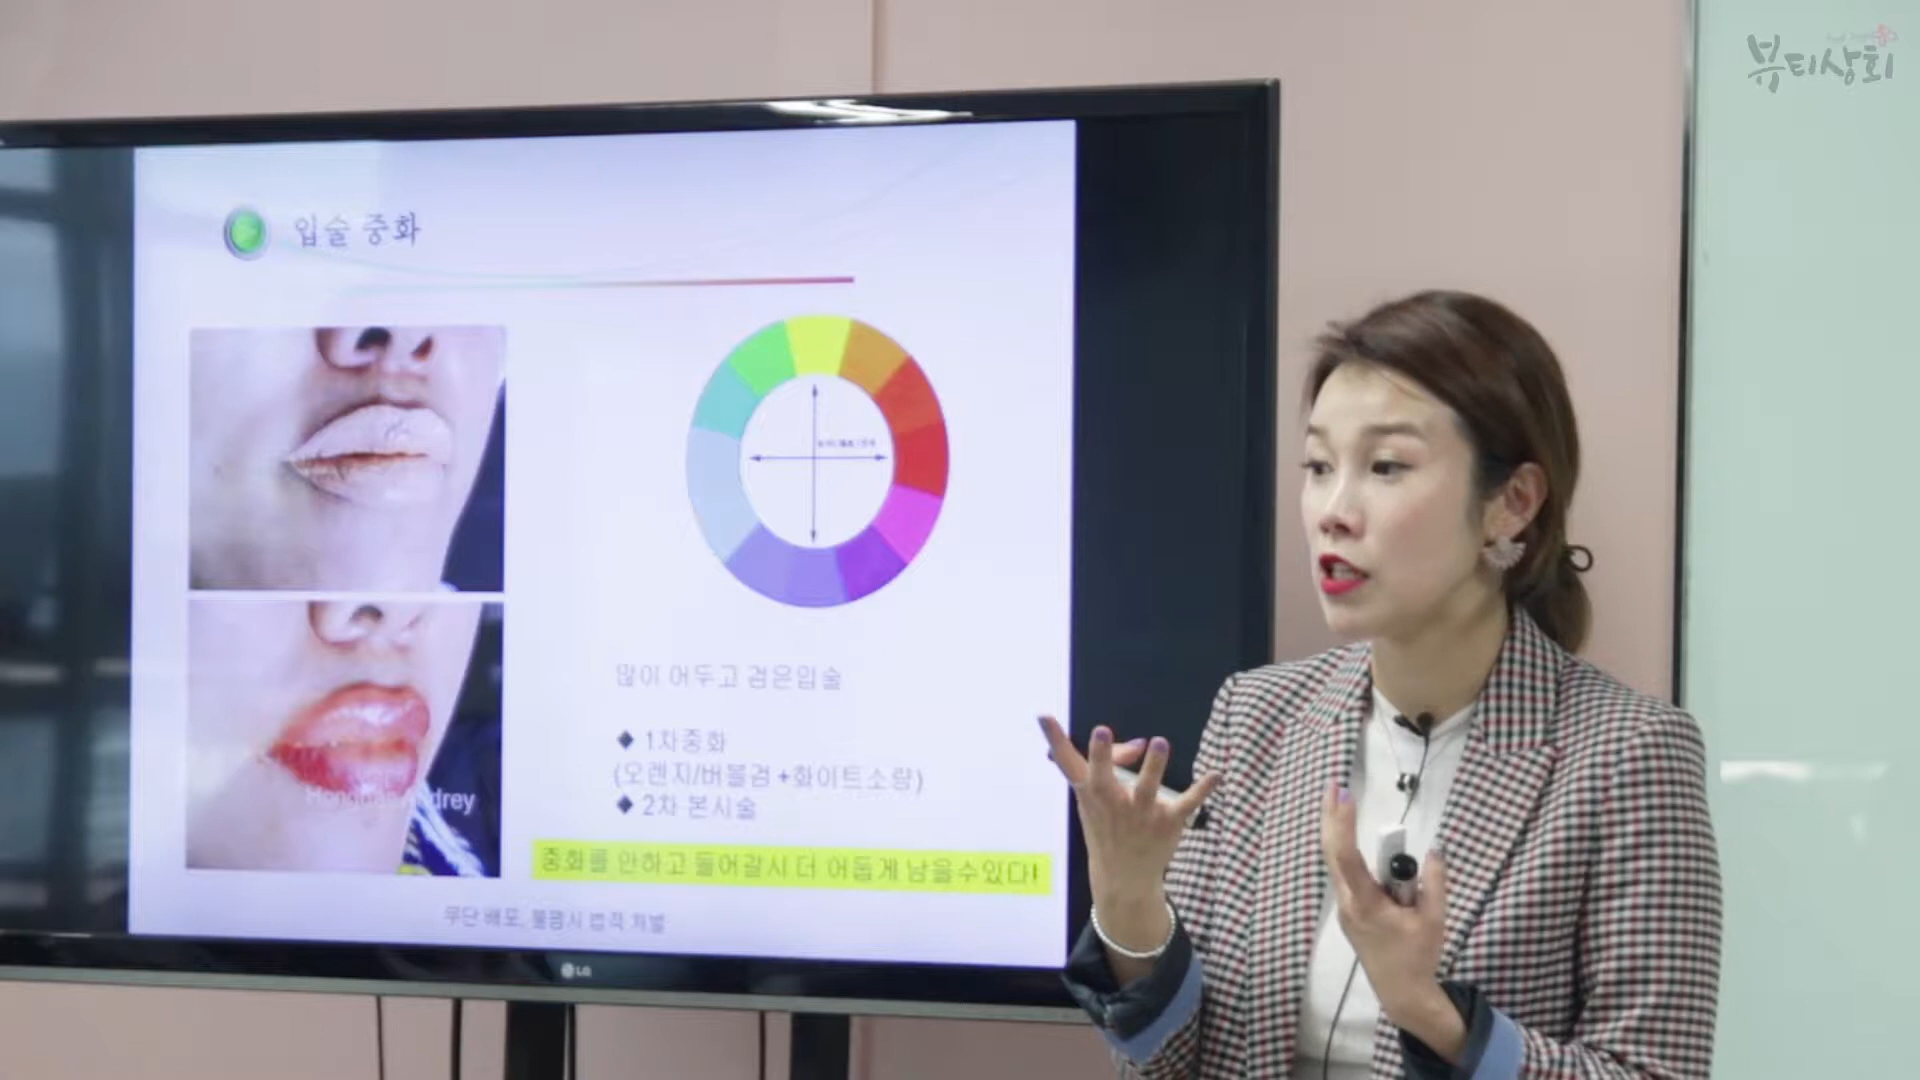 뷰티상회
입술 중화
많이 어두고 검은입술
◆ 1차중화
(오렌지/버블검+화이트소량)
◆ 2차 본시술
중화를 안하고 들어갈시 더 어둡게 남을수있다!
무단 배포, 불펌시 법적 처벌
LG